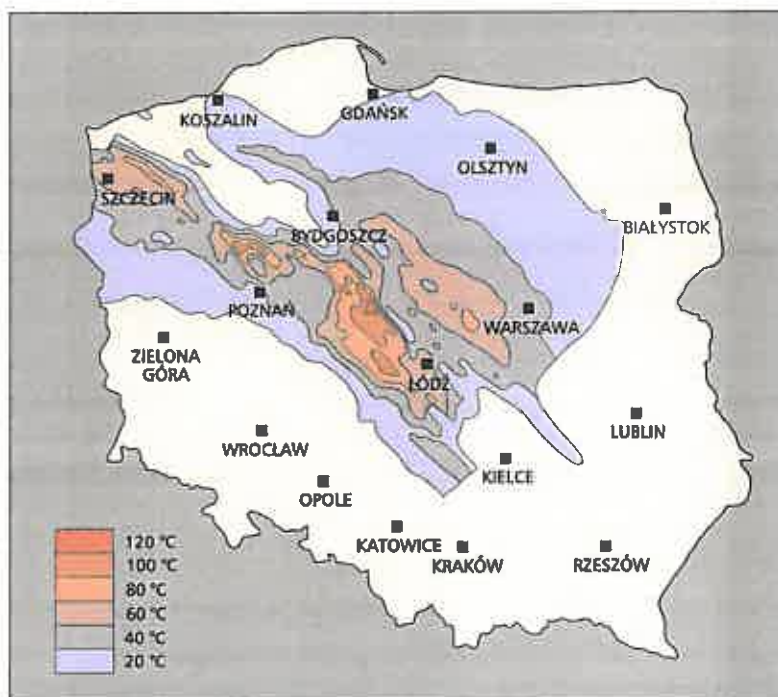 KOSZALIN
GDAŃSK
OLSZTYN
SZCZECIN
BIAŁYSTOK
BYDGOSZCZ
POZNAŃ
WARSZAWA
ZIELONA
GÓRA
ŁÓDŹ
LUBLIN
WROCŁAW
KIELCE
OPOLE
KATOWICE
KRAKÓW
RZESZÓW
120 °C
100 °C
80 °C
60 °C
40 °C
20 °C